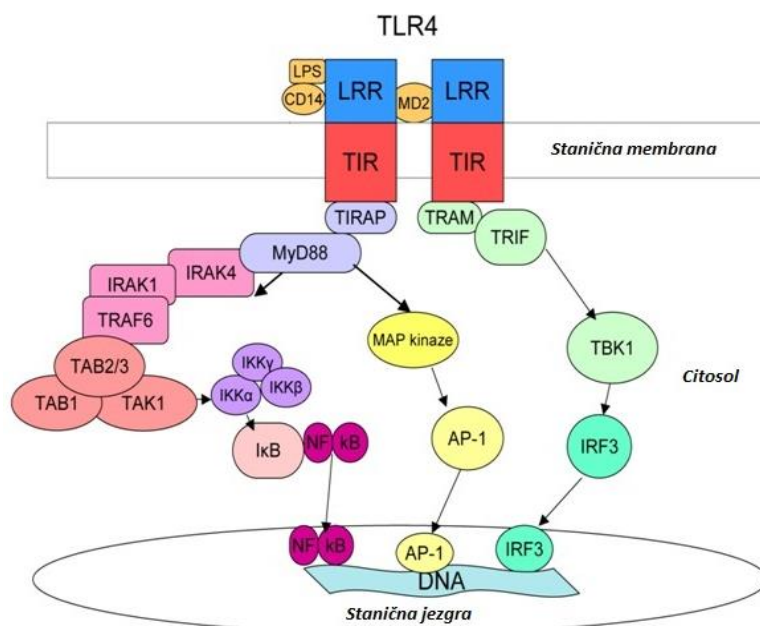 TLR4
LPS
CD14
LRR
MD2
LRR
TIR
TIR
Stanična membrana
TIRAP
TRAM
TRIF
MyD88
IRAK4
IRAK1
TRAF6
TAB2/3
TAB1
TAK1
IKKγ
IKKα
IKKβ
MAP kinaze
TBK1
Citosol
IκB
NF
kB
AP-1
IRF3
NF
kB
AP-1
IRF3
DNA
Stanična jezgra